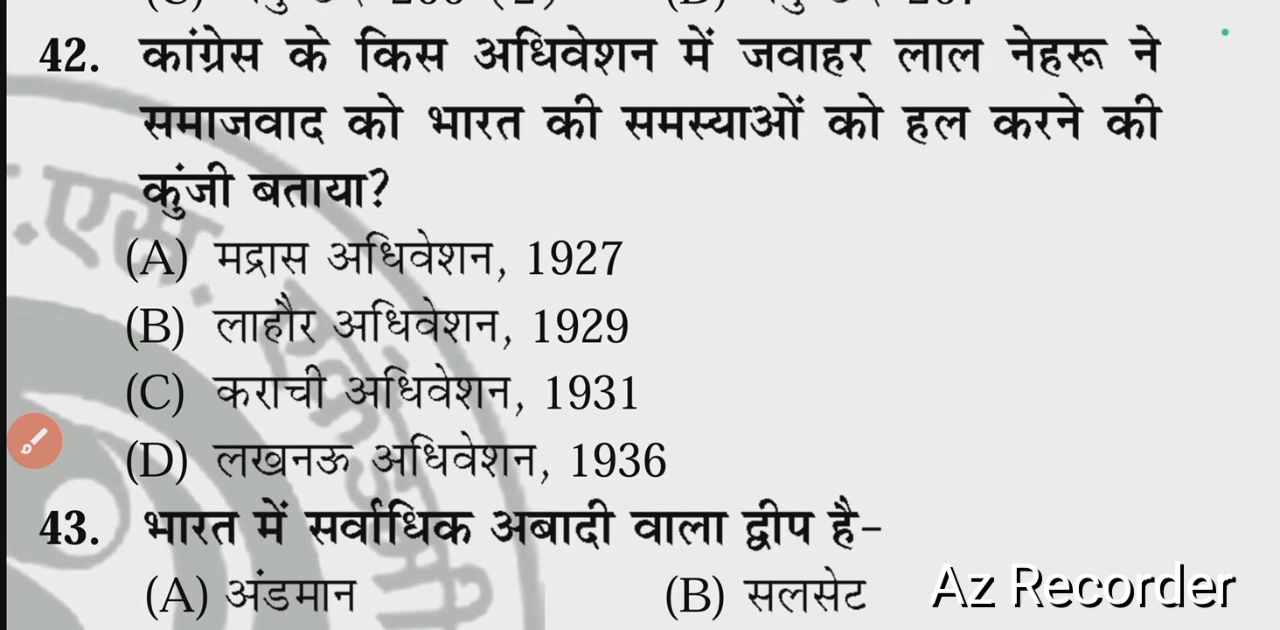 42. कांग्रेस के किस अधिवेशन में जवाहर लाल नेहरू ने
समाजवाद को भारत की समस्याओं को हल करने की
कुंजी बताया?
(A) मद्रास अधिवेशन, 1927
(B) लाहौर अधिवेशन, 1929
(C) कराची अधिवेशन, 1931
(D) लखनऊ अधिवेशन, 1936
43. भारत में सर्वाधिक अबादी वाला द्वीप है–
(A) अंडमान (B) सलसेट
Az Recorder